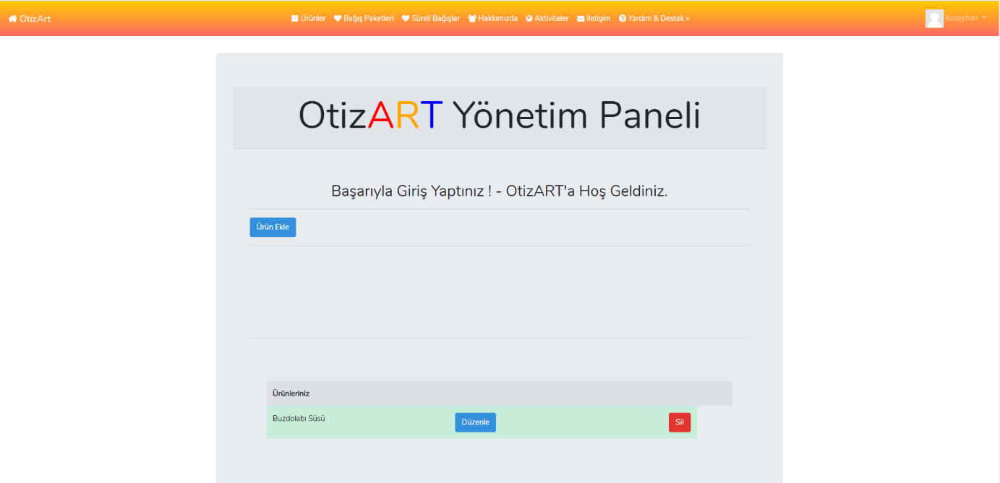 OtizArt Ürünler Bağış Paketleri Süreli Bağışlar Hakkımızda Aktiviteler İletişim Yardım & Destek » kuzeyhan
OtizART Yönetim Paneli
Başarıyla Giriş Yaptınız ! - OtizART'a Hoş Geldiniz.
Ürün Ekle
Ürünleriniz
Buzdolabı Süsü Düzenle Sil